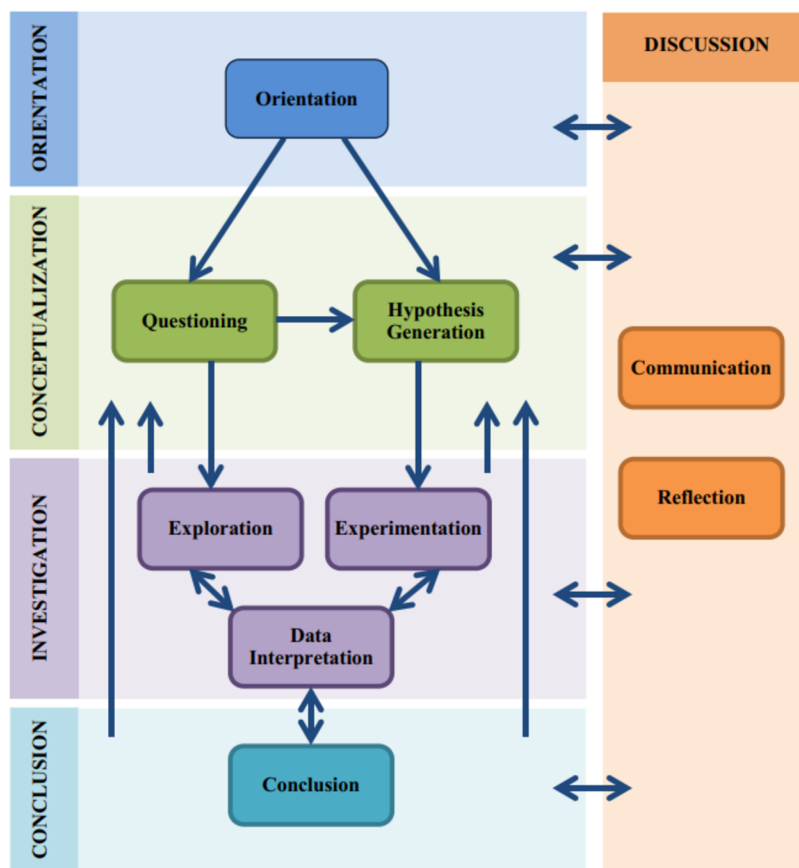 ORIENTATION
Orientation
CONCEPTUALIZATION
Questioning
Hypothesis
Generation
INVESTIGATION
Exploration
Experimentation
Data
Interpretation
CONCLUSION
Conclusion
DISCUSSION
Communication
Reflection